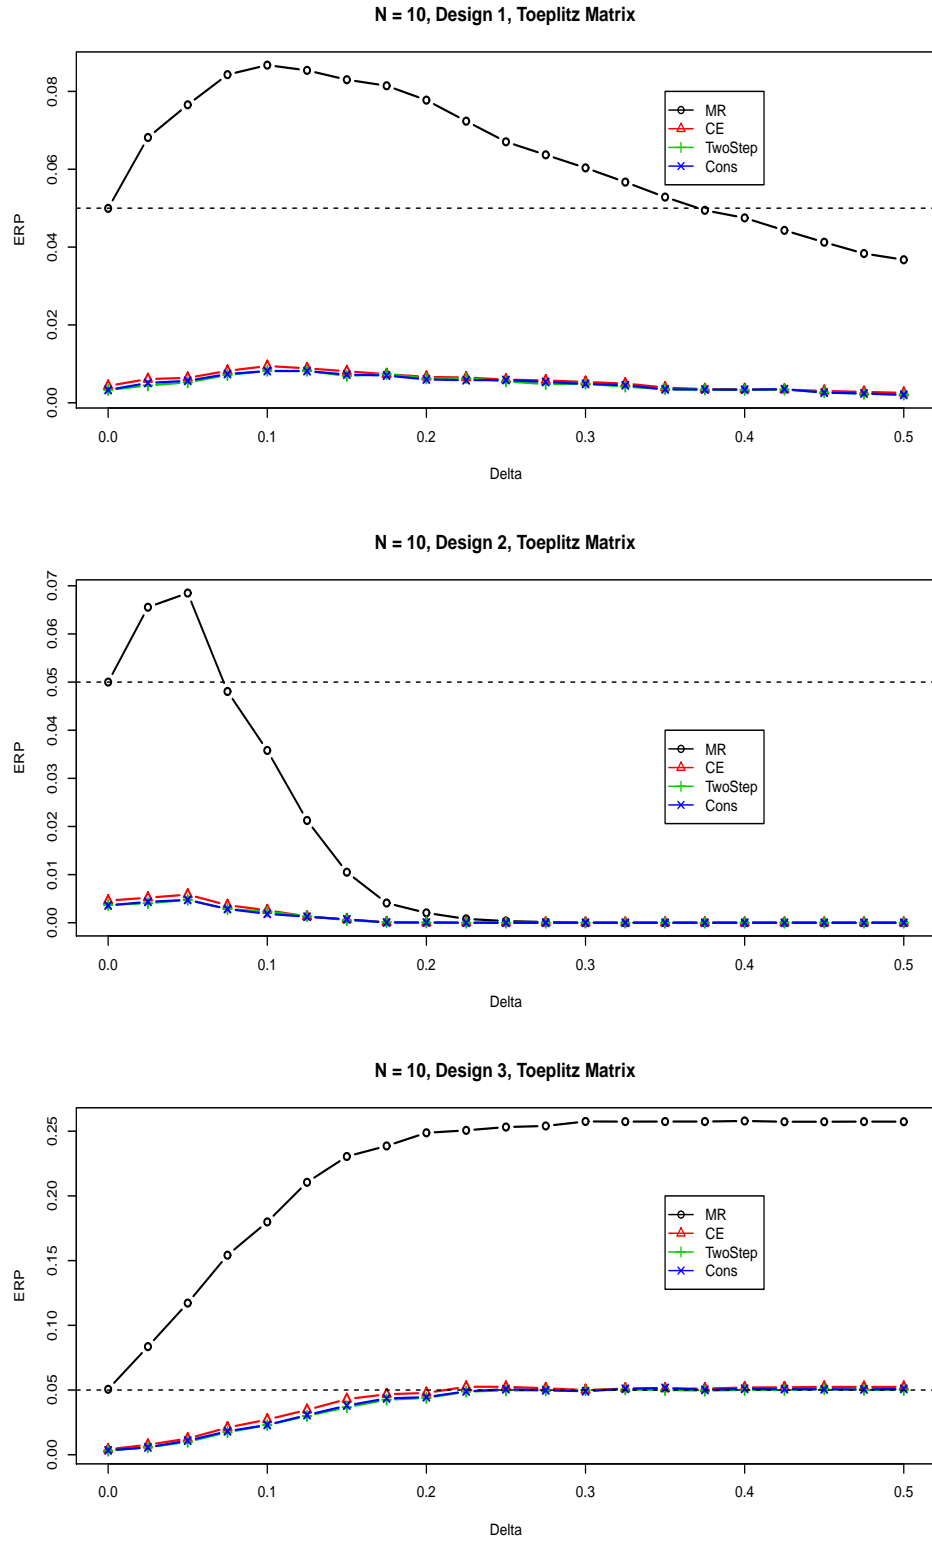 N = 10, Design 1, Toeplitz Matrix
ERP
0.08
0.06
0.04
0.02
0.00
MR
CE
TwoStep
Cons
0.0 0.1 0.2 0.3 0.4 0.5
Delta
N = 10, Design 2, Toeplitz Matrix
ERP
0.07
0.06
0.05
0.04
0.03
0.02
0.01
0.00
MR
CE
TwoStep
Cons
0.0 0.1 0.2 0.3 0.4 0.5
Delta
N = 10, Design 3, Toeplitz Matrix
ERP
0.25
0.20
0.15
0.10
0.05
0.00
MR
CE
TwoStep
Cons
0.0 0.1 0.2 0.3 0.4 0.5
Delta